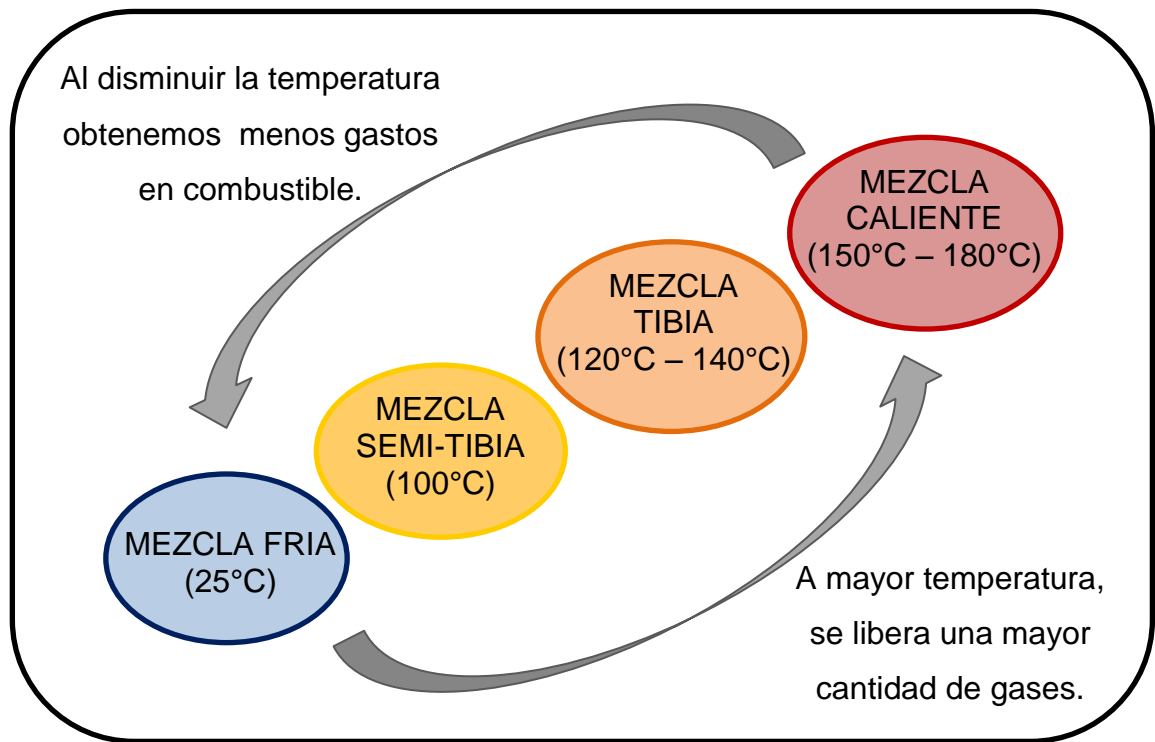 Al disminuir la temperatura
obtenemos  menos gastos
en combustible.
MEZCLA
CALIENTE
(150°C – 180°C)
MEZCLA
TIBIA
(120°C – 140°C)
MEZCLA
SEMI-TIBIA
(100°C)
MEZCLA FRIA
(25°C)
A mayor temperatura,
se libera una mayor
cantidad de gases.